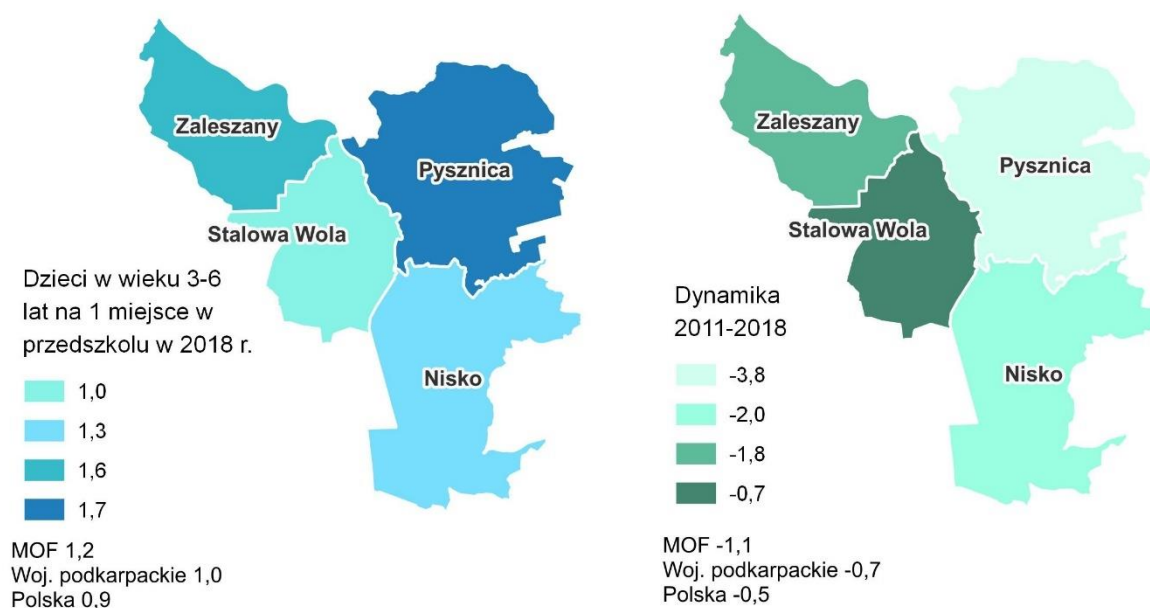 Zaleszany
Pysznica
Stalowa Wola
Nisko
Dzieci w wieku 3-6
lat na 1 miejsce w
przedszkolu w 2018 r.
1,0
1,3
1,6
1,7
MOF 1,2
Woj. podkarpackie 1,0
Polska 0,9
Zaleszany
Pysznica
Stalowa Wola
Nisko
Dynamika
2011-2018
-3,8
-2,0
-1,8
-0,7
MOF -1,1
Woj. podkarpackie -0,7
Polska -0,5